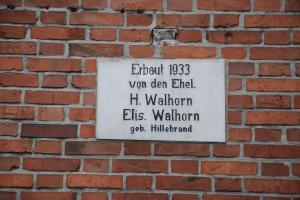 Erbaut 1933
von den Ehel.
H. Walhorn
Elis. Walhorn
geb. Hillebrand